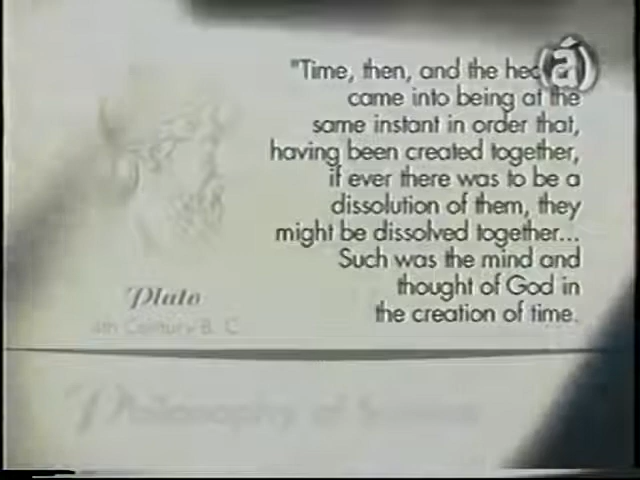 "Time, then, and the
came into being at the
same instant in order that,
having been created together,
if ever there was to be a
dissolution of them, they
might be dissolved together...
Such was the mind and
thought of God in
the creation of time.
(á)
Plato
4th Century B. C
Philosophy of